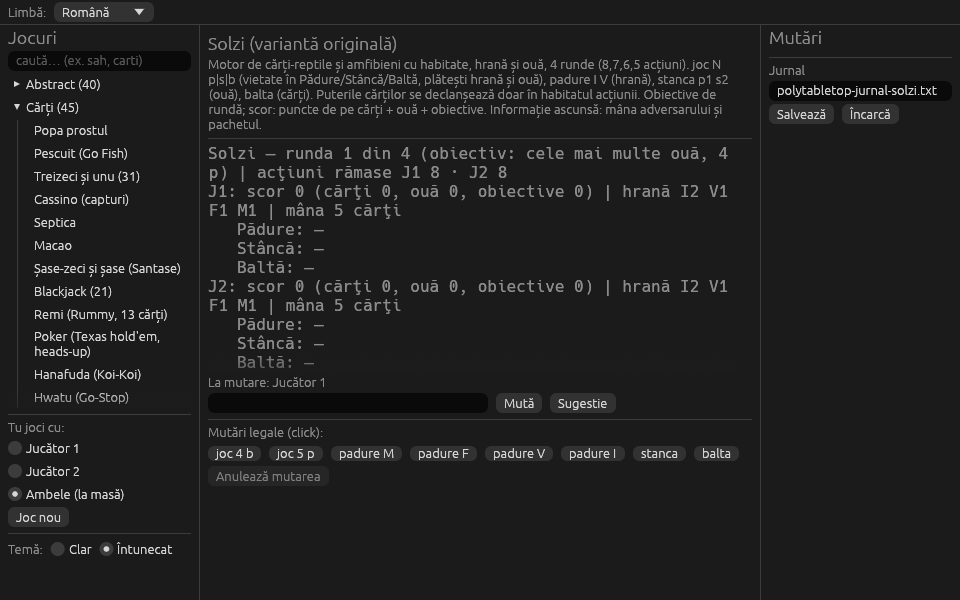 Limbă: Română
Jocuri
caută... (ex. sah, carti)
Abstract (40)
Cărți (45)
Popa prostul
Pescuit (Go Fish)
Treizeci și unu (31)
Cassino (capturi)
Septica
Macao
Șase-zeci și șase (Santase)
Blackjack (21)
Remi (Rummy, 13 cărți)
Poker (Texas hold'em,
heads-up)
Hanafuda (Koi-Koi)
Hwatu (Go-Stop)
Tu joci cu:
Jucător 1
Jucător 2
Ambele (la masă)
Joc nou
Temă: Clar Întunecat
Solzi (variantă originală)
Motor de cărți-reptile și amfibieni cu habitate, hrană și ouă, 4 runde (8,7,6,5 acțiuni). joc N
p|s|b (vietate în Pădure/Stâncă/Baltă, plătești hrană și ouă), padure I V (hrană), stanca p1 s2
(ouă), balta (cărți). Puterile cărților se declanșează doar în habitatul acțiunii. Obiective de
rundă; scor: puncte de pe cărți + ouă + obiective. Informație ascunsă: mâna adversarului și
pachetul.
Solzi — runda 1 din 4 (obiectiv: cele mai multe ouă, 4
p) | acţiuni rămase J1 8 · J2 8
J1: scor 0 (cărţi 0, ouă 0, obiective 0) | hrană I2 V1
F1 M1 | mâna 5 cărţi
Pădure: —
Stâncă: —
Baltă: —
J2: scor 0 (cărţi 0, ouă 0, obiective 0) | hrană I2 V1
F1 M1 | mâna 5 cărţi
Pădure: —
Stâncă: —
Baltă: —
La mutare: Jucător 1
Mută Sugestie
Mutări legale (click):
joc 4 b joc 5 p padure M padure F padure V padure I stanca balta
Anulează mutarea
Mutări
Jurnal
polytabletop-jurnal-solzi.txt
Salvează Încarcă